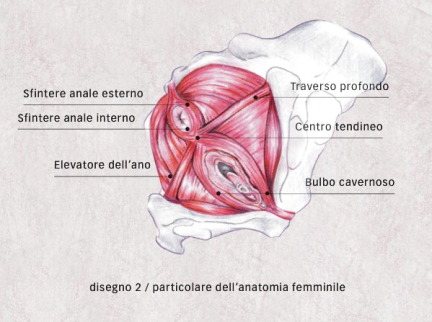 Traverso profondo
Sfintere anale esterno
Sfintere anale interno
Centro tendineo
Elevatore dell'ano
Bulbo cavernoso
disegno 2 / particolare dell'anatomia femminile